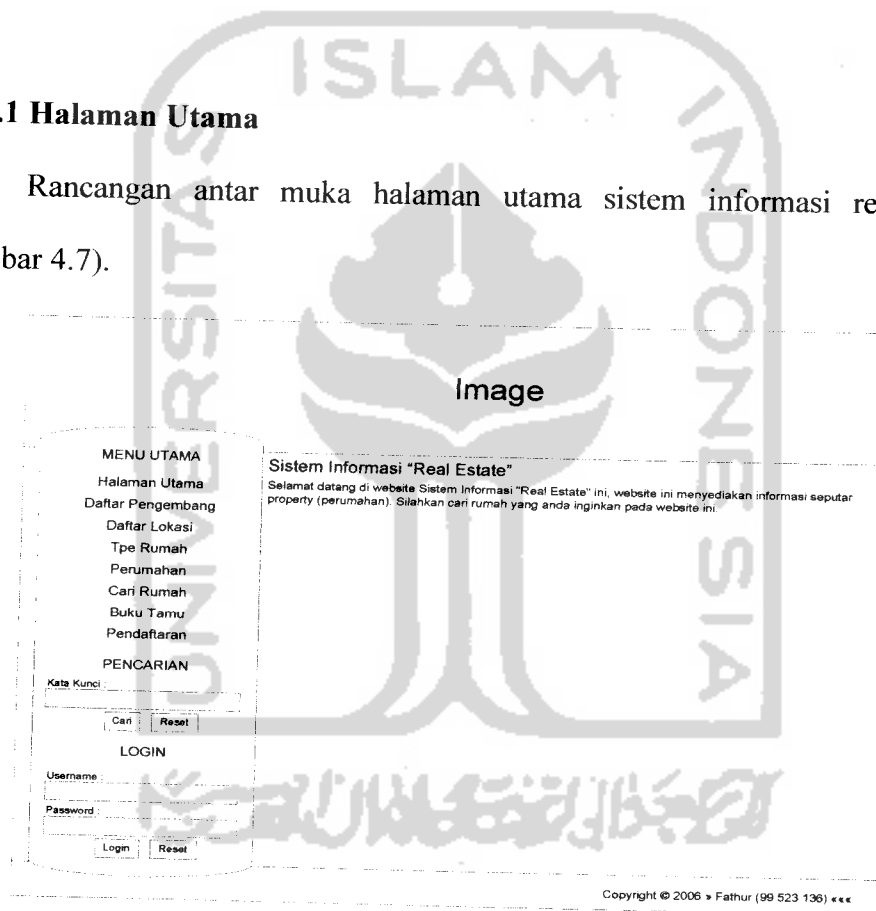 ISLAM
UNIVERSITAS
INDONESIA
.1 Halaman Utama
Rancangan antar muka halaman utama sistem informasi re
bar 4.7).
Image
MENU UTAMA
Halaman Utama
Daftar Pengembang
Daftar Lokasi
Tpe Rumah
Perumahan
Cari Rumah
Buku Tamu
Pendaftaran
PENCARIAN
Kata Kunci :
Cari Reset
LOGIN
Username :
Password :
Login Reset
Sistem Informasi "Real Estate"
Selamat datang di website Sistem Informasi "Real Estate" ini, website ini menyediakan informasi seputar
property (perumahan). Silahkan cari rumah yang anda inginkan pada website ini.
Copyright © 2006 » Fathur (99 523 136) «««